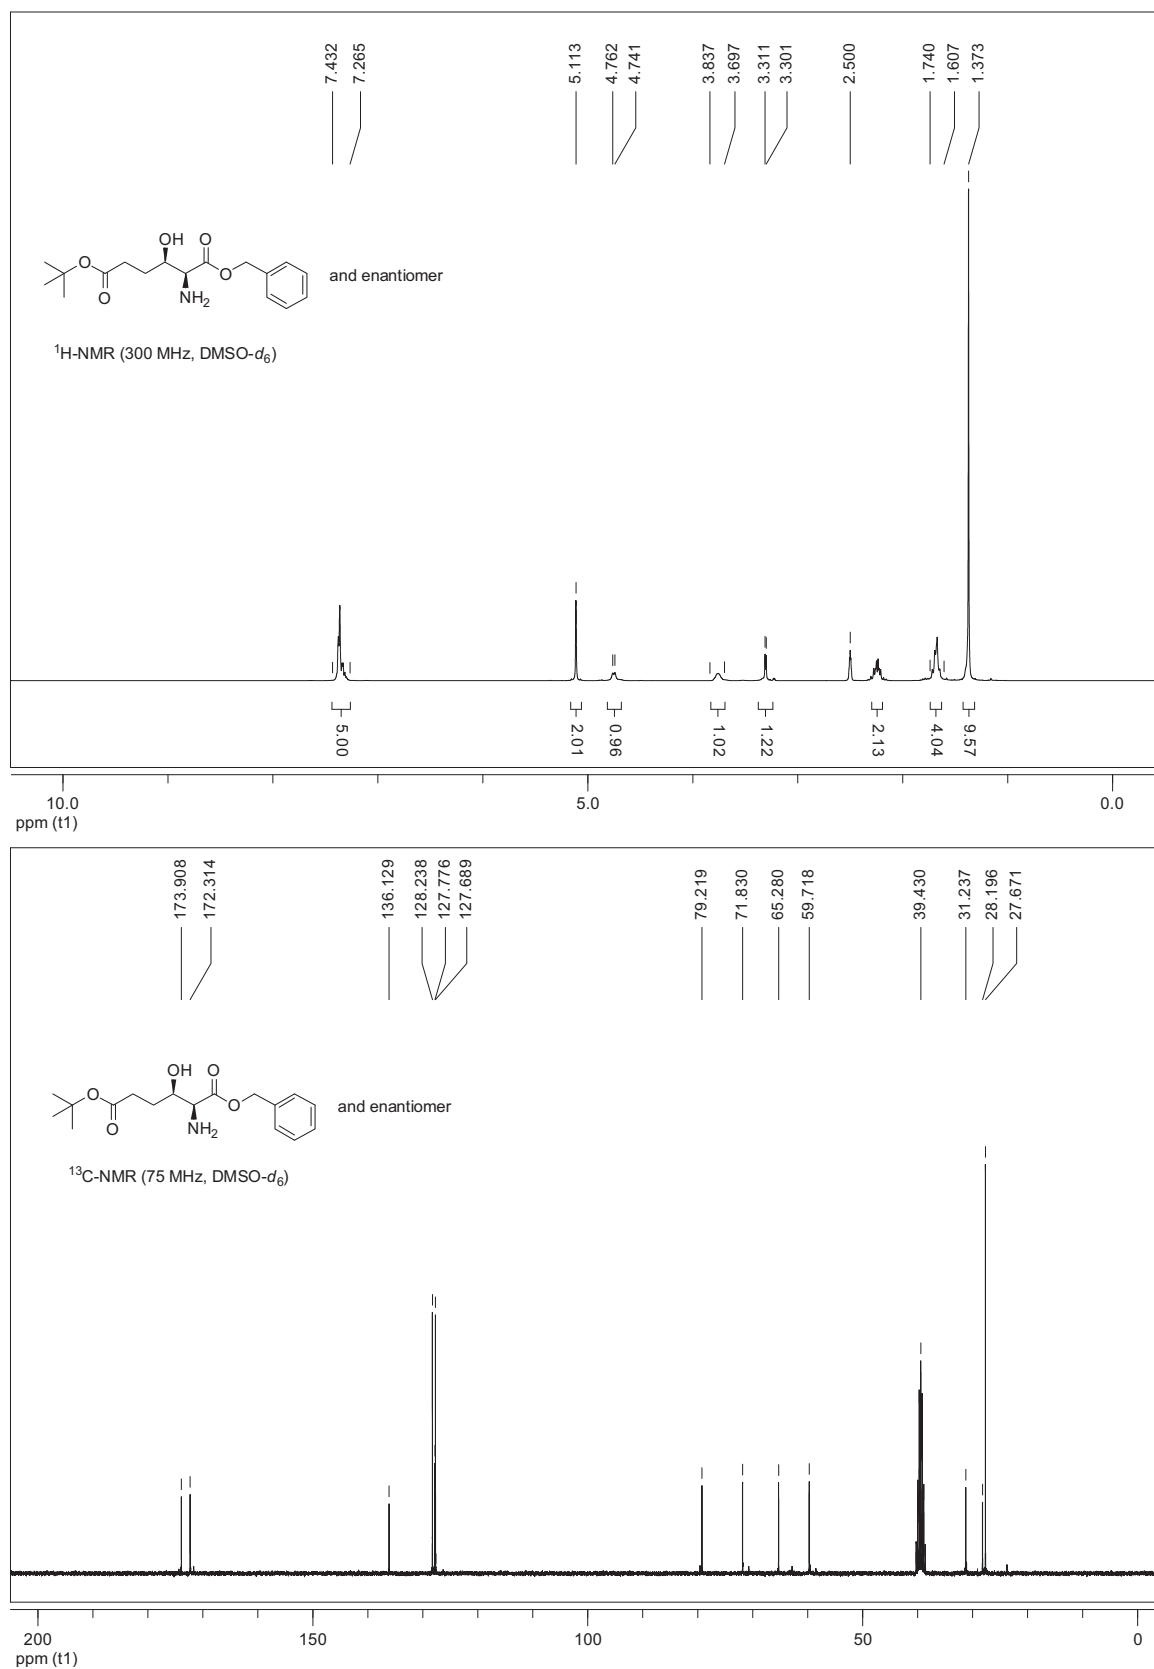 7.432
7.265
5.113
4.762
4.741
3.837
3.697
3.311
3.301
2.500
1.740
1.607
1.373
OH
O
O
O
O
NH2
and enantiomer
1H-NMR (300 MHz, DMSO-d6)
5.00
2.01
0.96
1.02
1.22
2.13
4.04
9.57
10.0
5.0
0.0
ppm (t1)
173.908
172.314
136.129
128.238
127.776
127.689
79.219
71.830
65.280
59.718
39.430
31.237
28.196
27.671
OH
O
O
O
O
NH2
and enantiomer
13C-NMR (75 MHz, DMSO-d6)
200
150
100
50
0
ppm (t1)